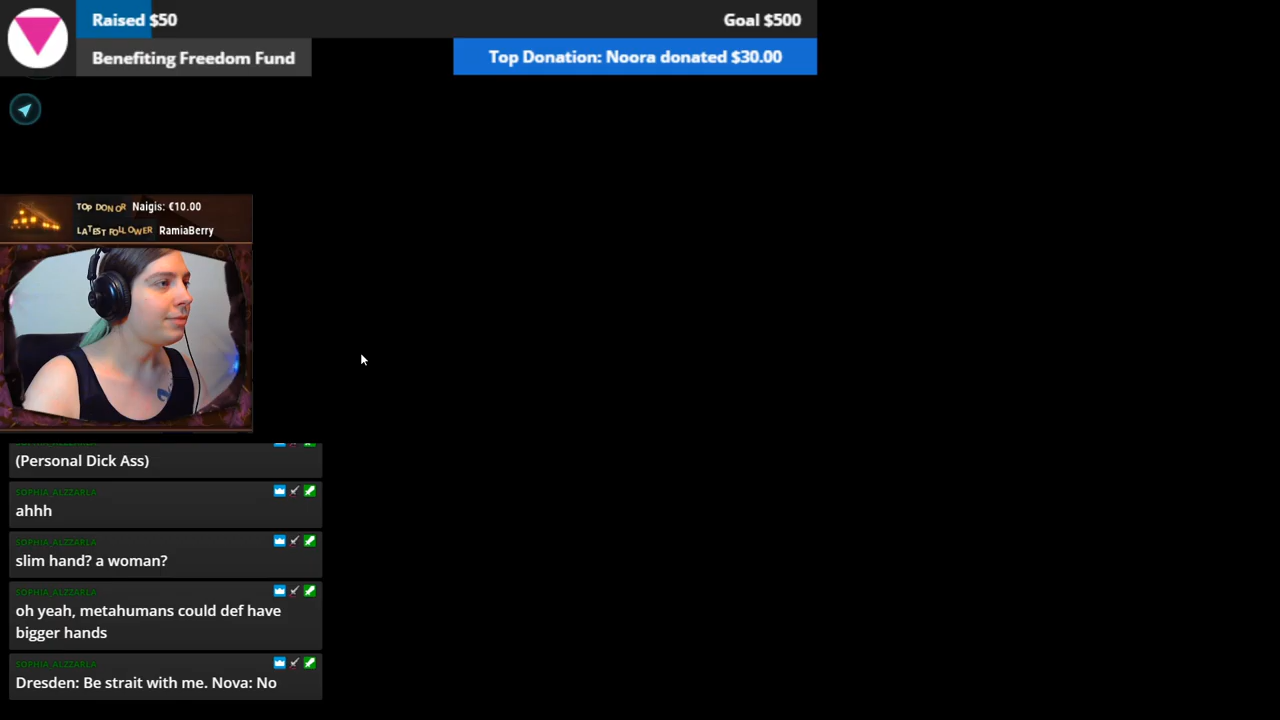 Raised $50
Goal $500
Benefiting Freedom Fund
Top Donation: Noora donated $30.00
TOP DONOR Naigis: €10.00
LATEST FOLLOWER RamiaBerry
(Personal Dick Ass)
SOPHIA_ALZZARLA
ahhh
SOPHIA_ALZZARLA
slim hand? a woman?
SOPHIA_ALZZARLA
oh yeah, metahumans could def have
bigger hands
SOPHIA_ALZZARLA
Dresden: Be strait with me. Nova: No